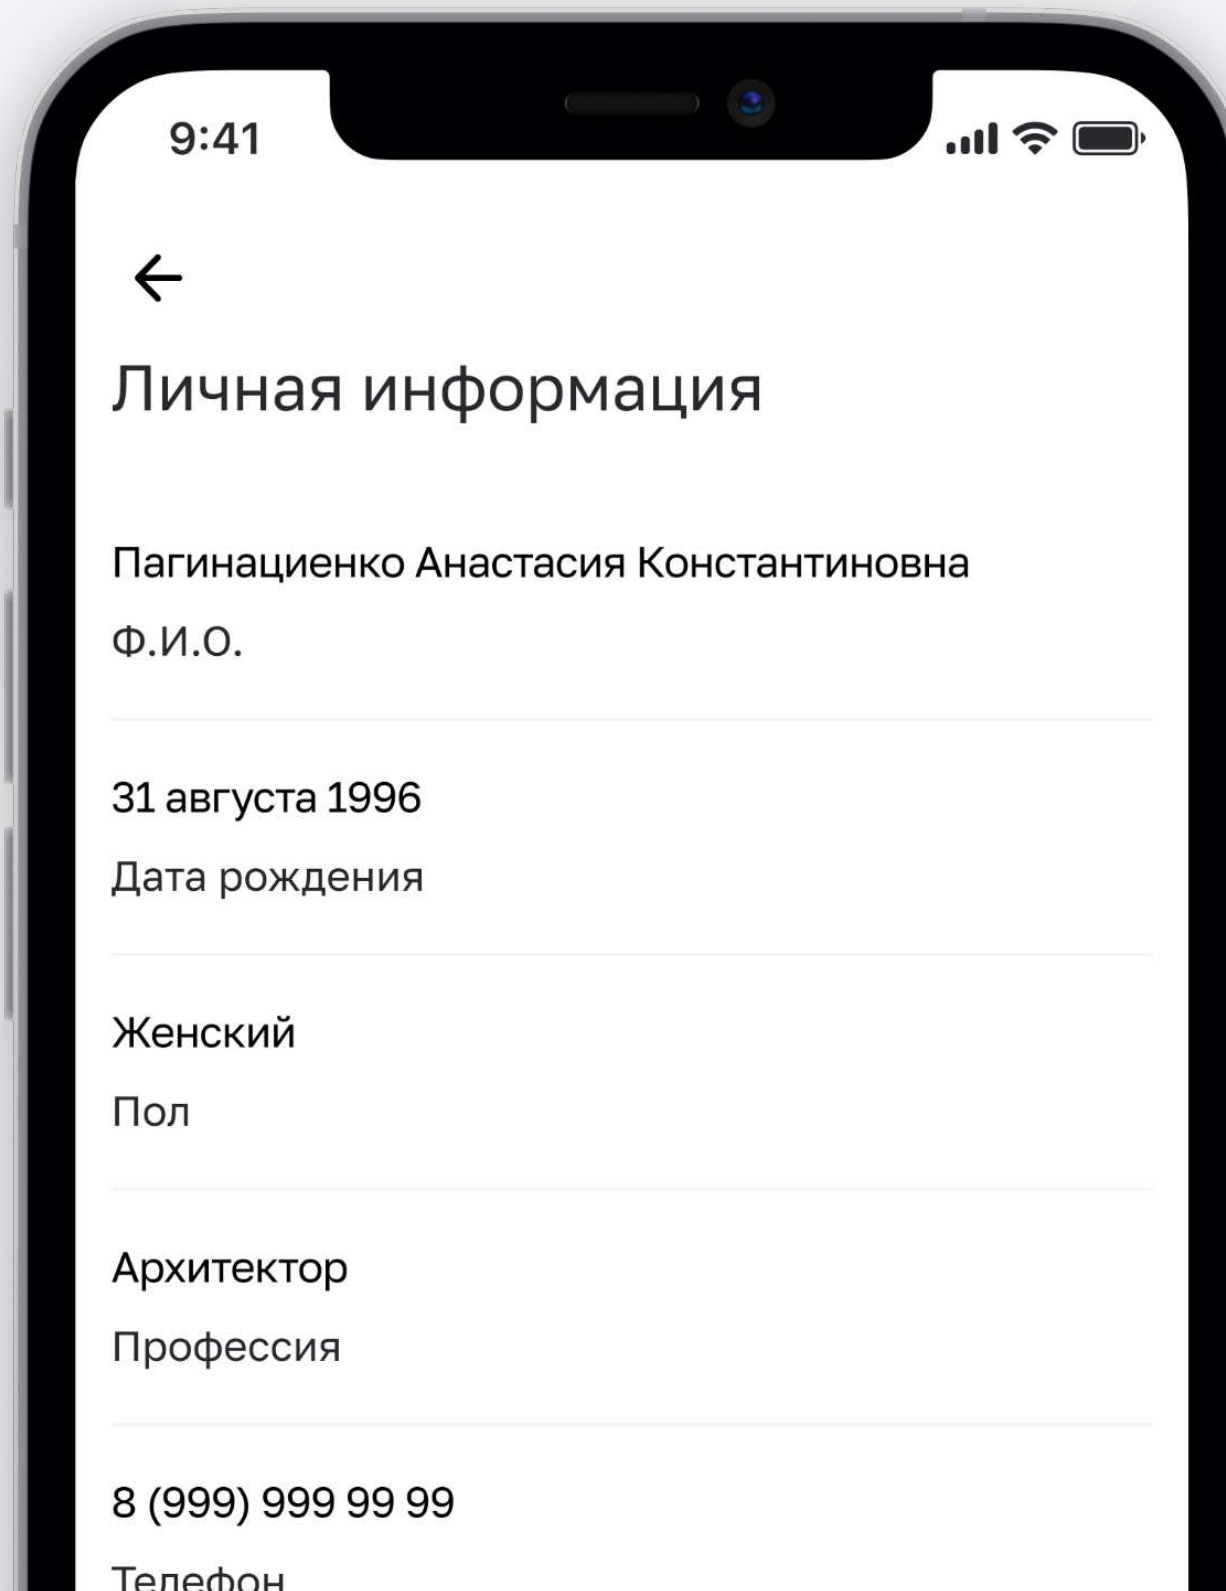 9:41
Личная информация
Пагинациенко Анастасия Константиновна
Ф.И.О.
31 августа 1996
Дата рождения
Женский
Пол
Архитектор
Профессия
8 (999) 999 99 99
Телефон